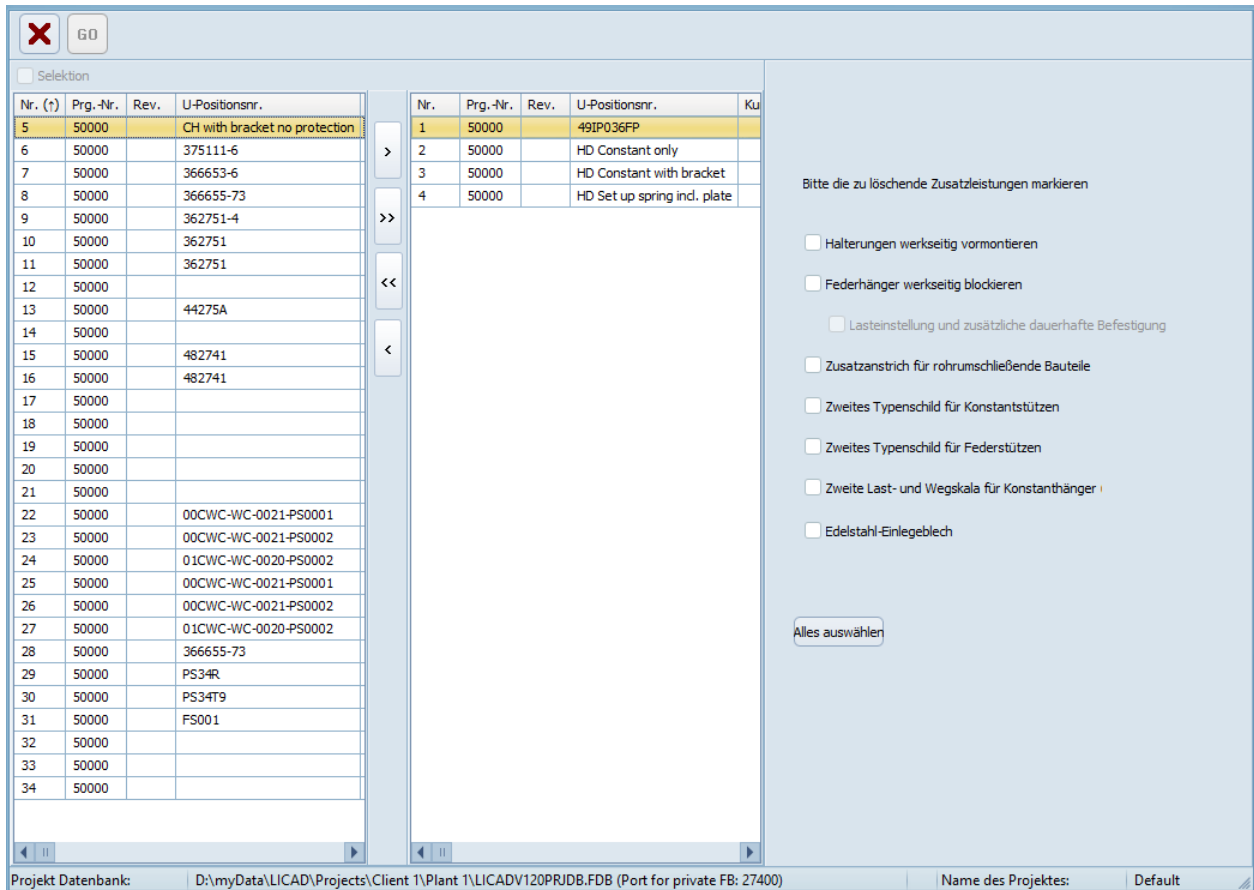 GO
Selektion
Nr. (↑) Prg.-Nr. Rev. U-Positionsnr.
5 50000 CH with bracket no protection
6 50000 375111-6
7 50000 366653-6
8 50000 366655-73
9 50000 362751-4
10 50000 362751
11 50000 362751
12 50000
13 50000 44275A
14 50000
15 50000 482741
16 50000 482741
17 50000
18 50000
19 50000
20 50000
21 50000
22 50000 00CWC-WC-0021-PS0001
23 50000 00CWC-WC-0021-PS0002
24 50000 01CWC-WC-0020-PS0002
25 50000 00CWC-WC-0021-PS0001
26 50000 00CWC-WC-0021-PS0002
27 50000 01CWC-WC-0020-PS0002
28 50000 366655-73
29 50000 PS34R
30 50000 PS34T9
31 50000 FS001
32 50000
33 50000
34 50000
>
>>
<<
<
Nr. Prg.-Nr. Rev. U-Positionsnr. Ku
1 50000 49IP036FP
2 50000 HD Constant only
3 50000 HD Constant with bracket
4 50000 HD Set up spring incl. plate
Bitte die zu löschende Zusatzleistungen markieren
Halterungen werkseitig vormontieren
Federhänger werkseitig blockieren
Lasteinstellung und zusätzliche dauerhafte Befestigung
Zusatzanstrich für rohrumschließende Bauteile
Zweites Typenschild für Konstantstützen
Zweites Typenschild für Federstützen
Zweite Last- und Wegskala für Konstanthänger (
Edelstahl-Einlegeblech
Alles auswählen
Projekt Datenbank: D:\myData\LICAD\Projects\Client 1\Plant 1\LICADV120PRJDB.FDB (Port for private FB: 27400) Name des Projektes: Default